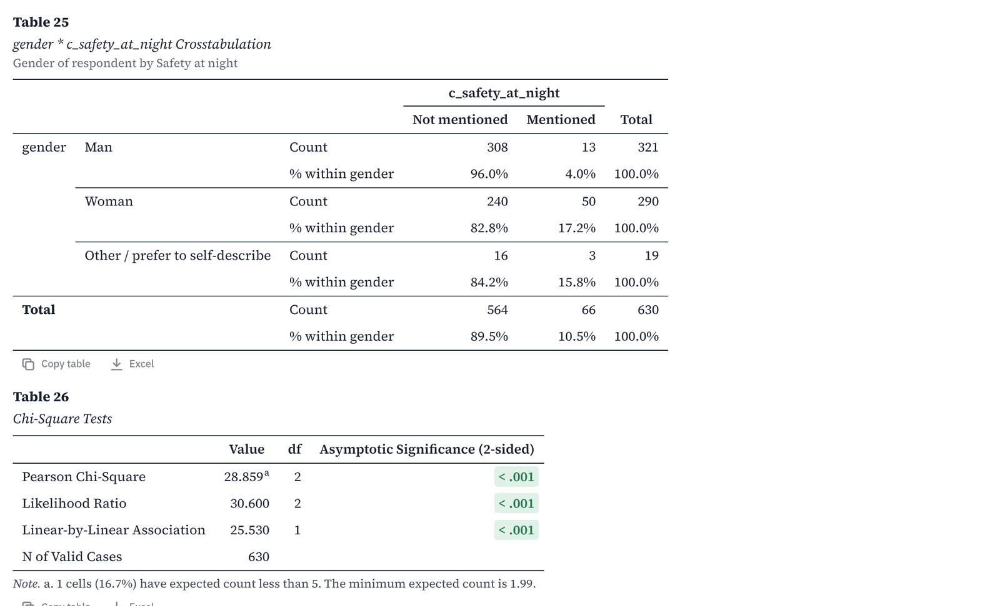 Table 25
gender * c_safety_at_night Crosstabulation
Gender of respondent by Safety at night
c_safety_at_night
Not mentioned Mentioned Total
gender Man Count 308 13 321
% within gender 96.0% 4.0% 100.0%
Woman Count 240 50 290
% within gender 82.8% 17.2% 100.0%
Other / prefer to self-describe Count 16 3 19
% within gender 84.2% 15.8% 100.0%
Total Count 564 66 630
% within gender 89.5% 10.5% 100.0%
Copy table Excel
Table 26
Chi-Square Tests
Value df Asymptotic Significance (2-sided)
Pearson Chi-Square 28.859ᵃ 2 < .001
Likelihood Ratio 30.600 2 < .001
Linear-by-Linear Association 25.530 1 < .001
N of Valid Cases 630
Note. a. 1 cells (16.7%) have expected count less than 5. The minimum expected count is 1.99.
Copy table Excel